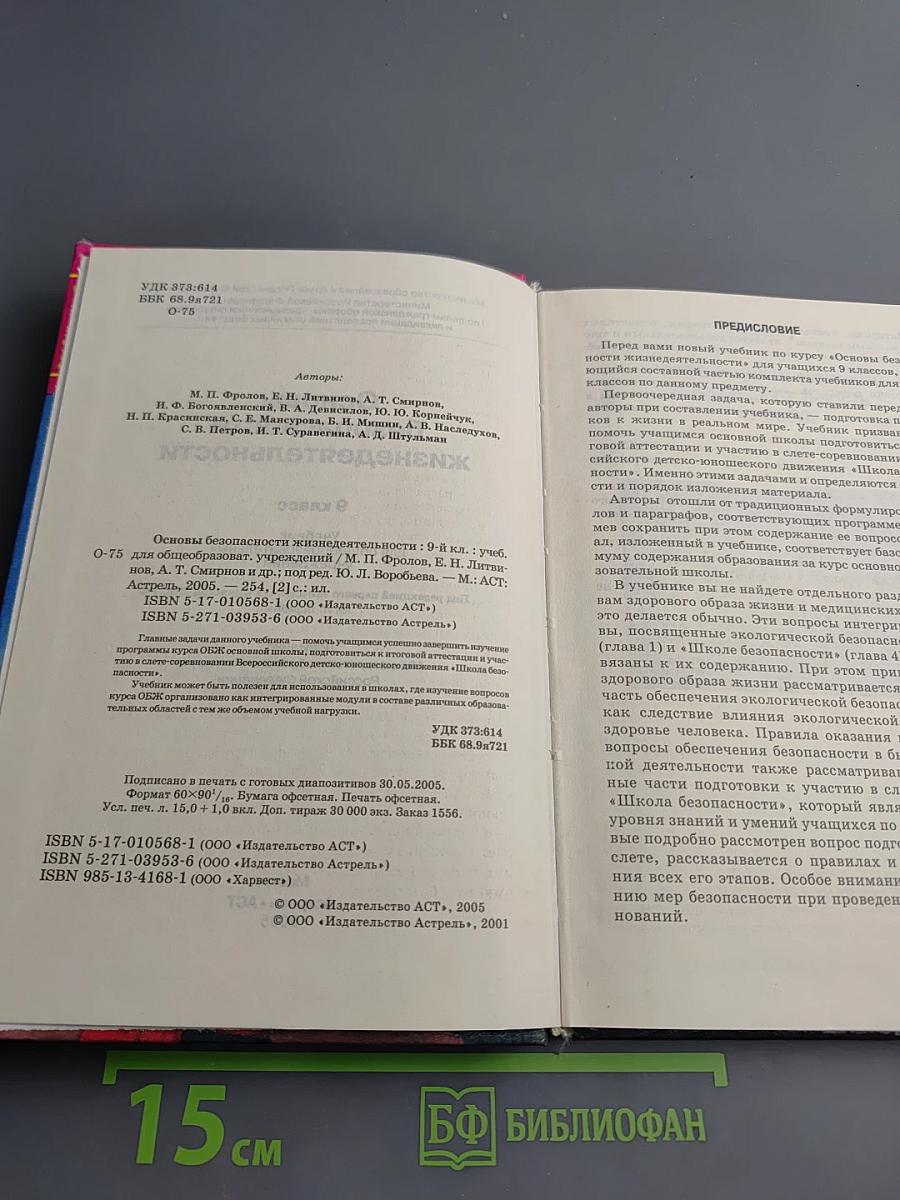 УДК 373:614
ББК 68.9я721
О-75
Авторы:
М. П. Фролов, Е. Н. Литвинов, А. Т. Смирнов,
И. Ф. Богоявленский, В. А. Девисилов, Ю. Ю. Корнейчук,
Н. П. Красинская, С. Е. Мансурова, Б. И. Мишин, А. В. Наследухов,
С. В. Петров, И. Т. Суравегина, А. Д. Штульман
Основы безопасности жизнедеятельности : 9-й кл. : учеб.
О-75 для общеобразоват. учреждений / М. П. Фролов, Е. Н. Литви-
нов, А. Т. Смирнов и др.; под ред. Ю. Л. Воробьева. — М.: АСТ:
Астрель, 2005. — 254, [2] с.: ил.
ISBN 5-17-010568-1 (ООО «Издательство АСТ»)
ISBN 5-271-03953-6 (ООО «Издательство Астрель»)
Главные задачи данного учебника — помочь учащимся успешно завершить изучение
программы курса ОБЖ основной школы, подготовиться к итоговой аттестации и учас-
тию в слете-соревновании Всероссийского детско-юношеского движения «Школа безо-
пасности».
Учебник может быть полезен для использования в школах, где изучение вопросов
курса ОБЖ организовано как интегрированные модули в составе различных образова-
тельных областей с тем же объемом учебной нагрузки.
УДК 373:614
ББК 68.9я721
Подписано в печать с готовых диапозитивов 30.05.2005.
Формат 60×90¹/₁₆. Бумага офсетная. Печать офсетная.
Усл. печ. л. 15,0 + 1,0 вкл. Доп. тираж 30 000 экз. Заказ 1556.
ISBN 5-17-010568-1 (ООО «Издательство АСТ»)
ISBN 5-271-03953-6 (ООО «Издательство Астрель»)
ISBN 985-13-4168-1 (ООО «Харвест»)
© ООО «Издательство АСТ», 2005
© ООО «Издательство Астрель», 2001
ПРЕДИСЛОВИЕ
Перед вами новый учебник по курсу «Основы без
ности жизнедеятельности» для учащихся 9 классов,
ющийся составной частью комплекта учебников для
классов по данному предмету.
Первоочередная задача, которую ставили перед
авторы при составлении учебника, — подготовка п
ков к жизни в реальном мире. Учебник призван
помочь учащимся основной школы подготовитьс
говой аттестации и участию в слете-соревновани
сийского детско-юношеского движения «Школа
ности». Именно этими задачами и определяются
сти и порядок изложения материала.
Авторы отошли от традиционных формулиро
лов и параграфов, соответствующих программе
мев сохранить при этом содержание ее вопросо
ал, изложенный в учебнике, соответствует базо
муму содержания образования за курс основно
зовательной школы.
В учебнике вы не найдете отдельного разд
вам здорового образа жизни и медицинских
это делается обычно. Эти вопросы интегри
вы, посвященные экологической безопасн
(глава 1) и «Школе безопасности» (глава 4
вязаны к их содержанию. При этом при
здорового образа жизни рассматривается
часть обеспечения экологической безопас
как следствие влияния экологической
здоровье человека. Правила оказания
вопросы обеспечения безопасности в бы
кой деятельности также рассматрива
ные части подготовки к участию в сл
«Школа безопасности», который явля
уровня знаний и умений учащихся по
вые подробно рассмотрен вопрос подго
слете, рассказывается о правилах и
ния всех его этапов. Особое внимани
нию мер безопасности при проведен
нований.
15 см
БФ БИБЛИОФАН